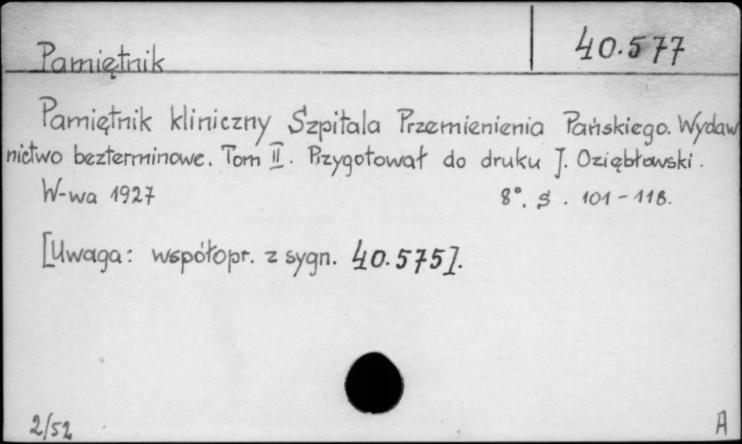 Pamiętnik
40.577
Pamiętnik kliniczny Szpitala Przemienienia Pańskiego. Wydaw
nictwo bezterminowe. Tom II. Przygotował do druku J. Oziębłowski.
W-wa 1927 8°. S. 101-118.
[Uwaga: współopr. z sygn. 40.575].
2/52 A